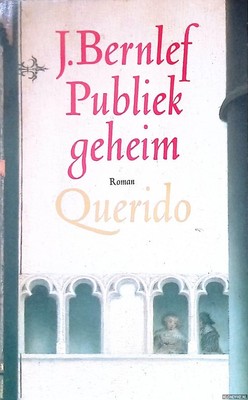 J.Bernlef
Publiek
geheim
Roman
Querido